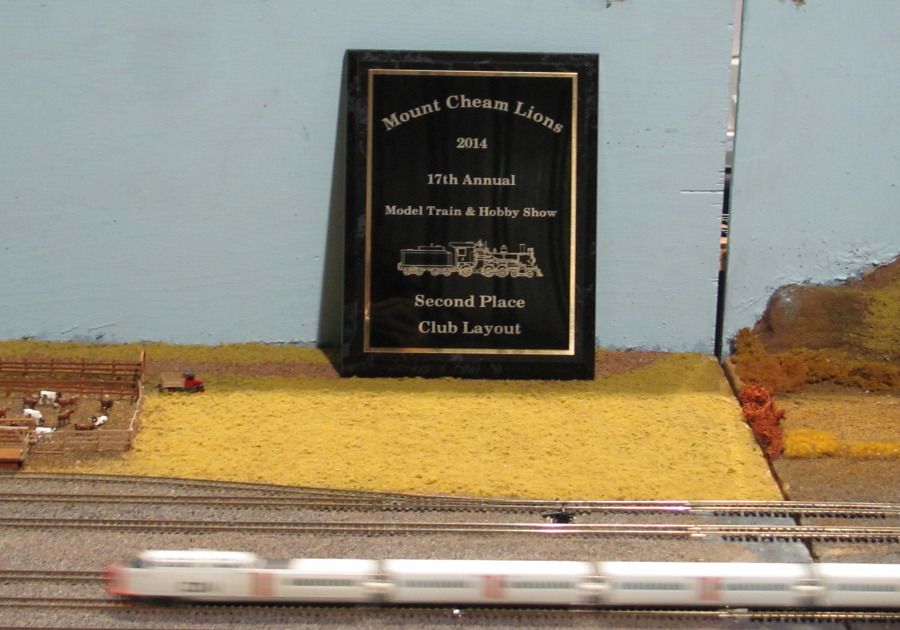 Mount Cheam Lions
2014
17th Annual
Model Train & Hobby Show
Second Place
Club Layout